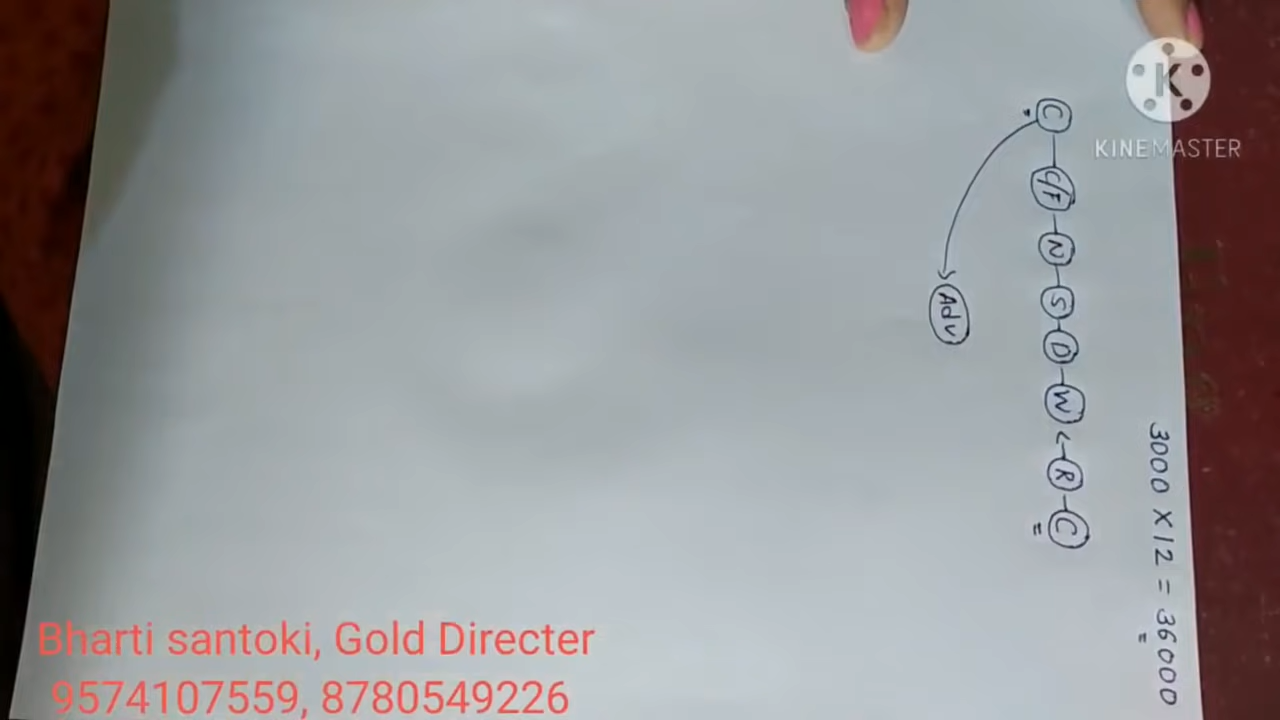 3000 X 12 = 36000
C C/F N S D W R C
Adv
KINEMASTER
Bharti santoki, Gold Directer
9574107559, 8780549226